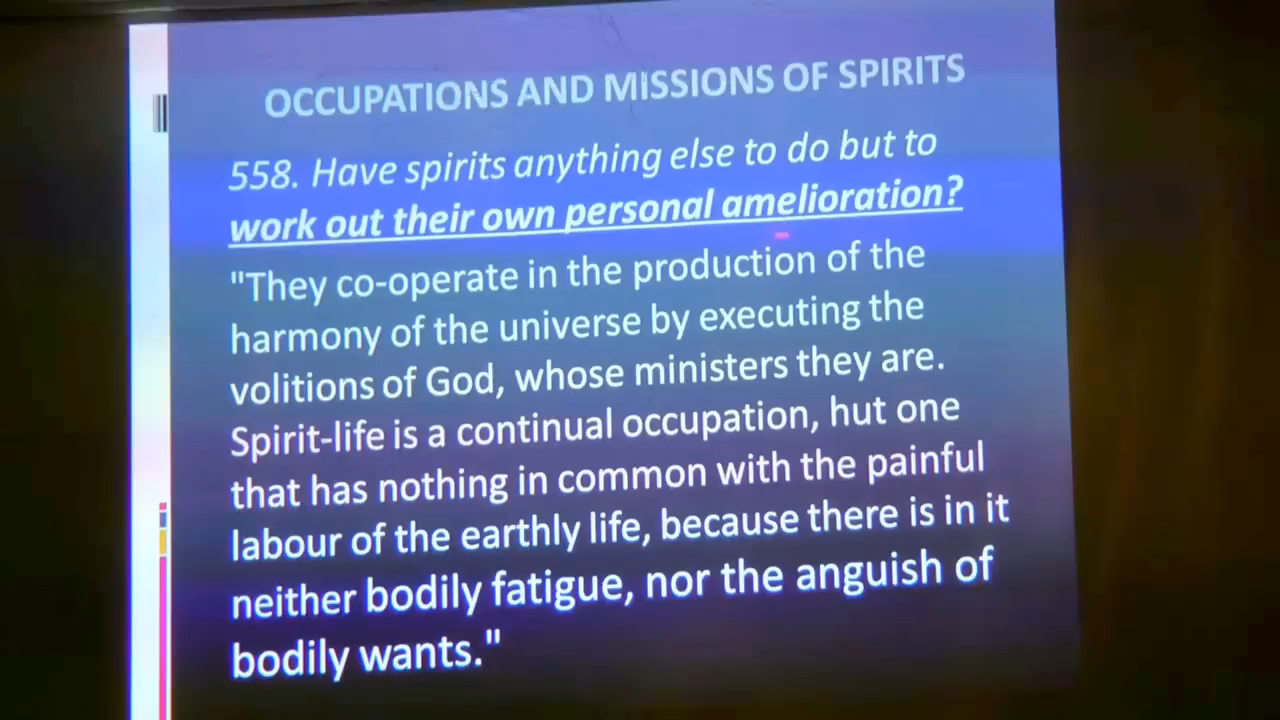 OCCUPATIONS AND MISSIONS OF SPIRITS
558. Have spirits anything else to do but to
work out their own personal amelioration?
"They co-operate in the production of the
harmony of the universe by executing the
volitions of God, whose ministers they are.
Spirit-life is a continual occupation, hut one
that has nothing in common with the painful
labour of the earthly life, because there is in it
neither bodily fatigue, nor the anguish of
bodily wants."